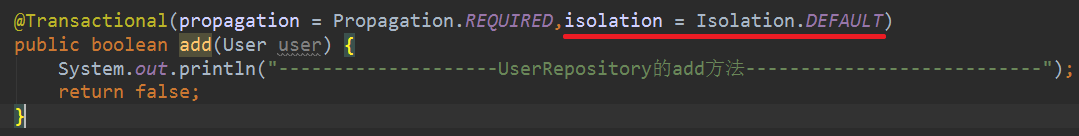 @Transactional(propagation = Propagation.REQUIRED,isolation = Isolation.DEFAULT)
public boolean add(User user) {
System.out.println("--------------------UserRepository的add方法---------------------------");
return false;
}